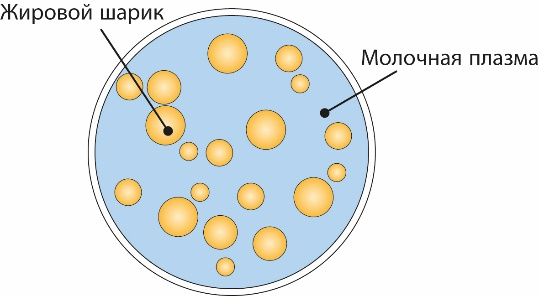 Жировой шарик
Молочная плазма